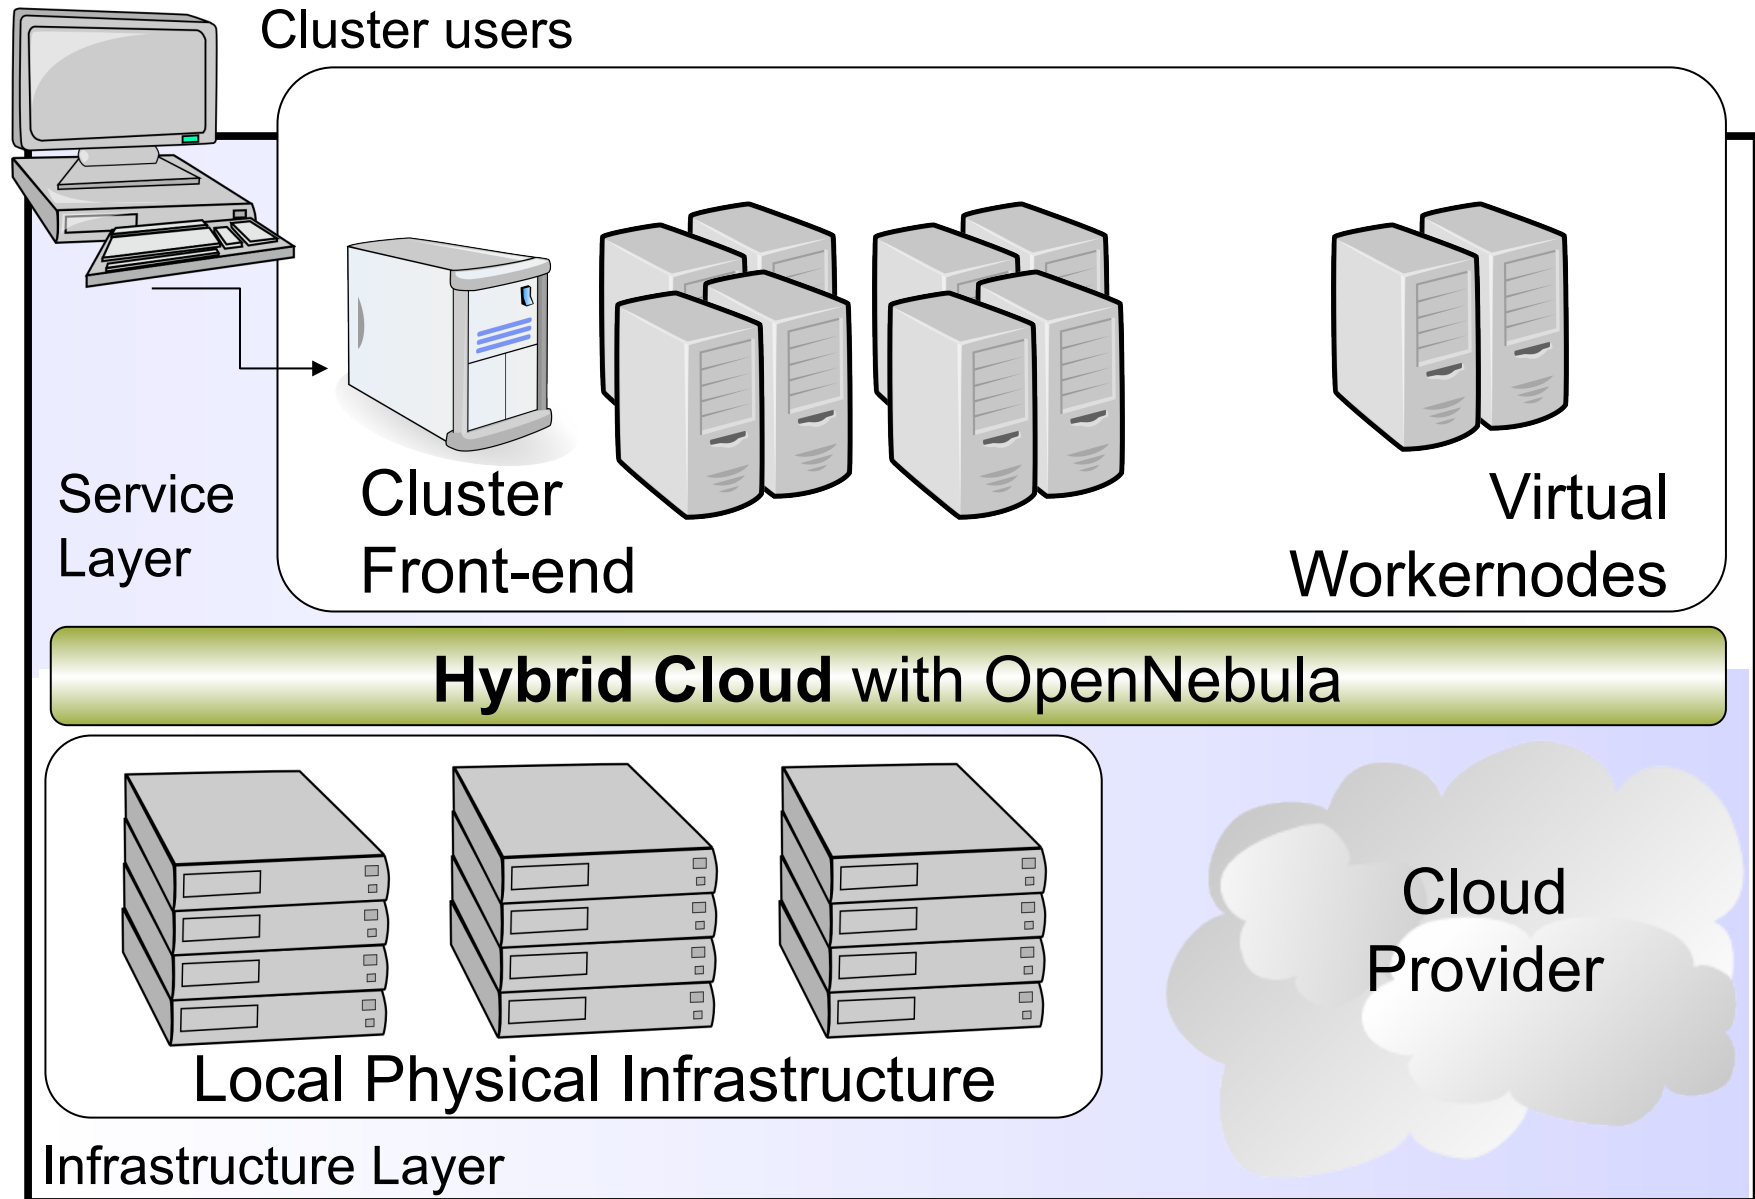 Cluster users
Service
Layer
Cluster
Front-end
Virtual
Workernodes
Hybrid Cloud with OpenNebula
Cloud
Provider
Local Physical Infrastructure
Infrastructure Layer